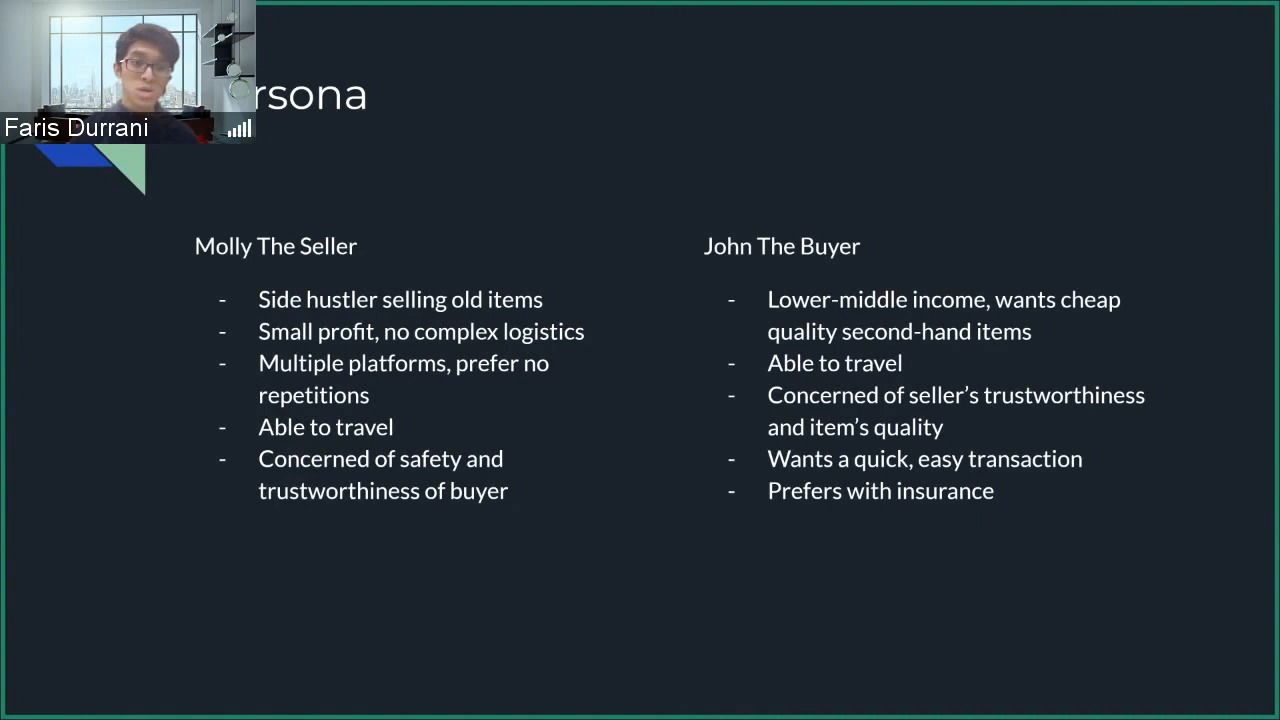 rsona
Faris Durrani
Molly The Seller
- Side hustler selling old items
- Small profit, no complex logistics
- Multiple platforms, prefer no
repetitions
- Able to travel
- Concerned of safety and
trustworthiness of buyer
John The Buyer
- Lower-middle income, wants cheap
quality second-hand items
- Able to travel
- Concerned of seller’s trustworthiness
and item’s quality
- Wants a quick, easy transaction
- Prefers with insurance